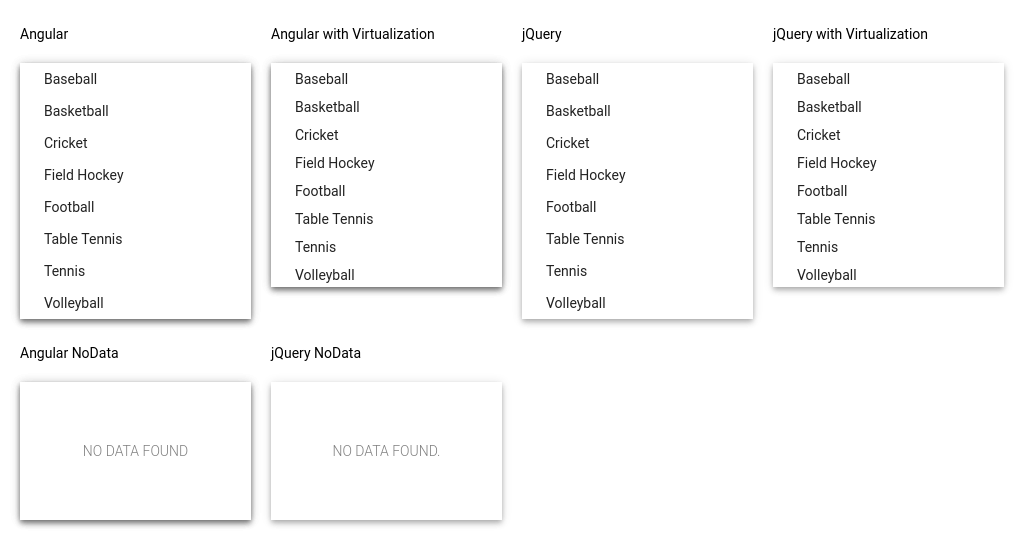 Angular
Baseball
Basketball
Cricket
Field Hockey
Football
Table Tennis
Tennis
Volleyball
Angular with Virtualization
Baseball
Basketball
Cricket
Field Hockey
Football
Table Tennis
Tennis
Volleyball
jQuery
Baseball
Basketball
Cricket
Field Hockey
Football
Table Tennis
Tennis
Volleyball
jQuery with Virtualization
Baseball
Basketball
Cricket
Field Hockey
Football
Table Tennis
Tennis
Volleyball
Angular NoData
NO DATA FOUND
jQuery NoData
NO DATA FOUND.